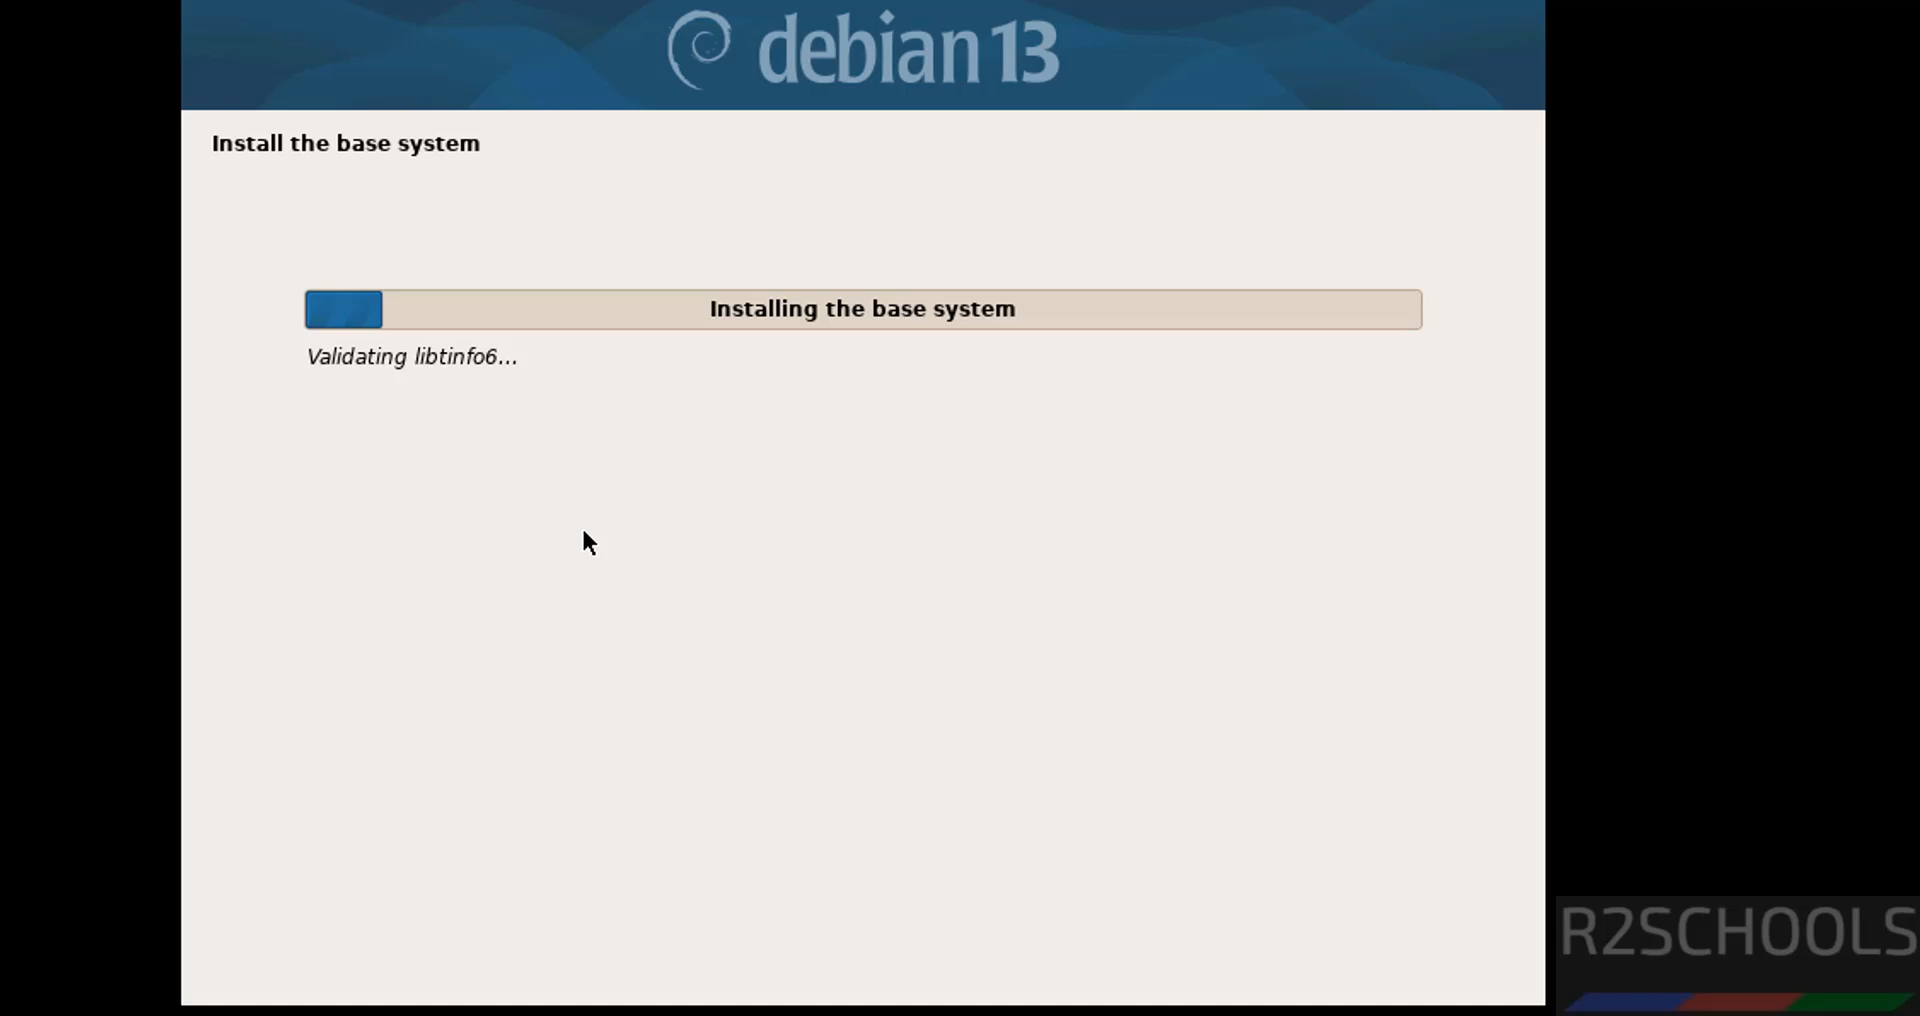 debian 13
Install the base system
Installing the base system
Validating libtinfo6...
R2SCHOOLS